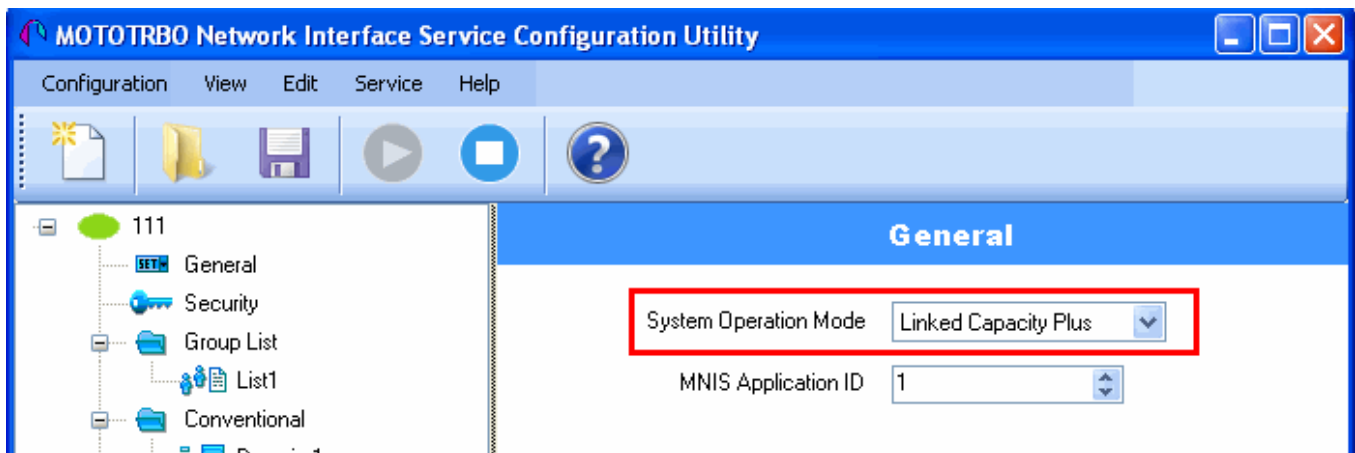 MOTOTRBO Network Interface Service Configuration Utility
Configuration View Edit Service Help
111
General
SET General
Security
System Operation Mode Linked Capacity Plus
Group List
MNIS Application ID 1
List1
Conventional